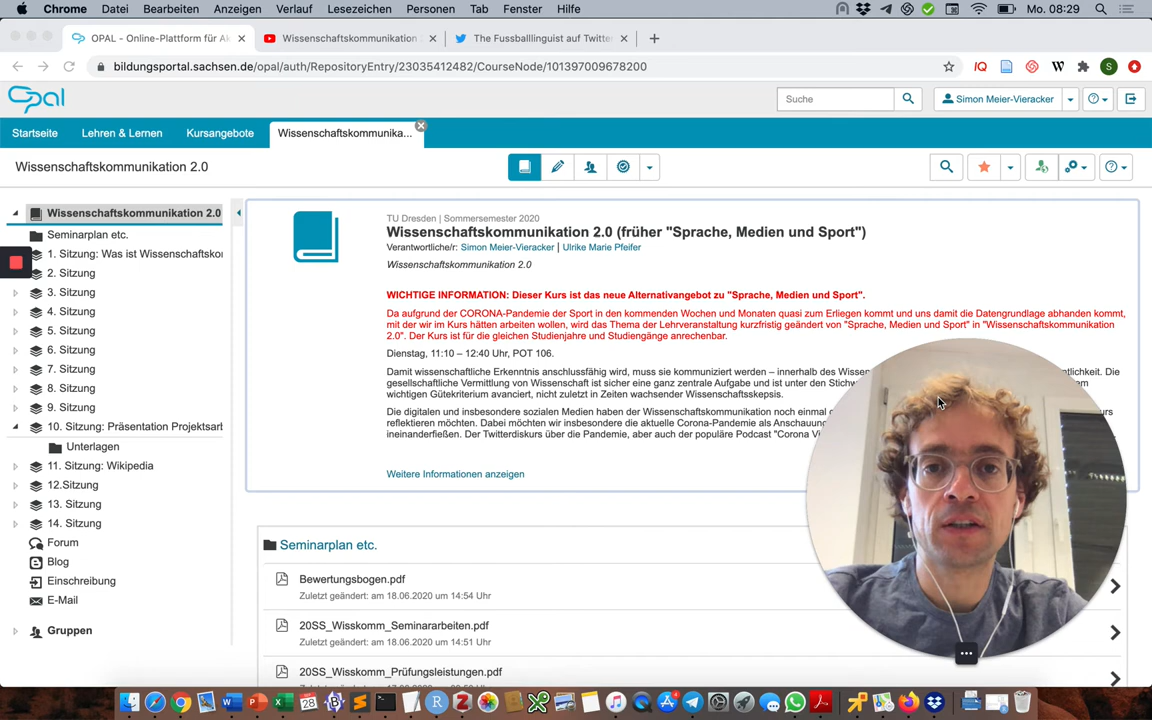 Chrome Datei Bearbeiten Anzeigen Verlauf Lesezeichen Personen Tab Fenster Hilfe Mo. 08:29
OPAL - Online-Plattform für Ak
Wissenschaftskommunikation
The Fussballlinguist auf Twitte
bildungsportal.sachsen.de/opal/auth/RepositoryEntry/23035412482/CourseNode/101397009678200
IQ W S
opal
Suche
Simon Meier-Vieracker
Startseite Lehren & Lernen Kursangebote Wissenschaftskommunika...
Wissenschaftskommunikation 2.0
Wissenschaftskommunikation 2.0
Seminarplan etc.
1. Sitzung: Was ist Wissenschaftskor
2. Sitzung
3. Sitzung
4. Sitzung
5. Sitzung
6. Sitzung
7. Sitzung
8. Sitzung
9. Sitzung
10. Sitzung: Präsentation Projektsart
Unterlagen
11. Sitzung: Wikipedia
12.Sitzung
13. Sitzung
14. Sitzung
Forum
Blog
Einschreibung
E-Mail
Gruppen
TU Dresden | Sommersemester 2020
Wissenschaftskommunikation 2.0 (früher "Sprache, Medien und Sport")
Verantwortliche/r: Simon Meier-Vieracker | Ulrike Marie Pfeifer
Wissenschaftskommunikation 2.0
WICHTIGE INFORMATION: Dieser Kurs ist das neue Alternativangebot zu "Sprache, Medien und Sport".
Da aufgrund der CORONA-Pandemie der Sport in den kommenden Wochen und Monaten quasi zum Erliegen kommt und uns damit die Datengrundlage abhanden kommt,
mit der wir im Kurs hätten arbeiten wollen, wird das Thema der Lehrveranstaltung kurzfristig geändert von "Sprache, Medien und Sport" in "Wissenschaftskommunikation
2.0". Der Kurs ist für die gleichen Studienjahre und Studiengänge anrechenbar.
Dienstag, 11:10 – 12:40 Uhr, POT 106.
Damit wissenschaftliche Erkenntnis anschlussfähig wird, muss sie kommuniziert werden – innerhalb des Wissen tlichkeit. Die
gesellschaftliche Vermittlung von Wissenschaft ist sicher eine ganz zentrale Aufgabe und ist unter den Stichw em
wichtigen Gütekriterium avanciert, nicht zuletzt in Zeiten wachsender Wissenschaftsskepsis.
Die digitalen und insbesondere sozialen Medien haben der Wissenschaftskommunikation noch einmal curs
reflektieren möchten. Dabei möchten wir insbesondere die aktuelle Corona-Pandemie als Anschauung
ineinanderfießen. Der Twitterdiskurs über die Pandemie, aber auch der populäre Podcast "Corona Vi
Weitere Informationen anzeigen
Seminarplan etc.
Bewertungsbogen.pdf
Zuletzt geändert: am 18.06.2020 um 14:54 Uhr
20SS_Wisskomm_Seminararbeiten.pdf
Zuletzt geändert: am 18.06.2020 um 14:51 Uhr
20SS_Wisskomm_Prüfungsleistungen.pdf